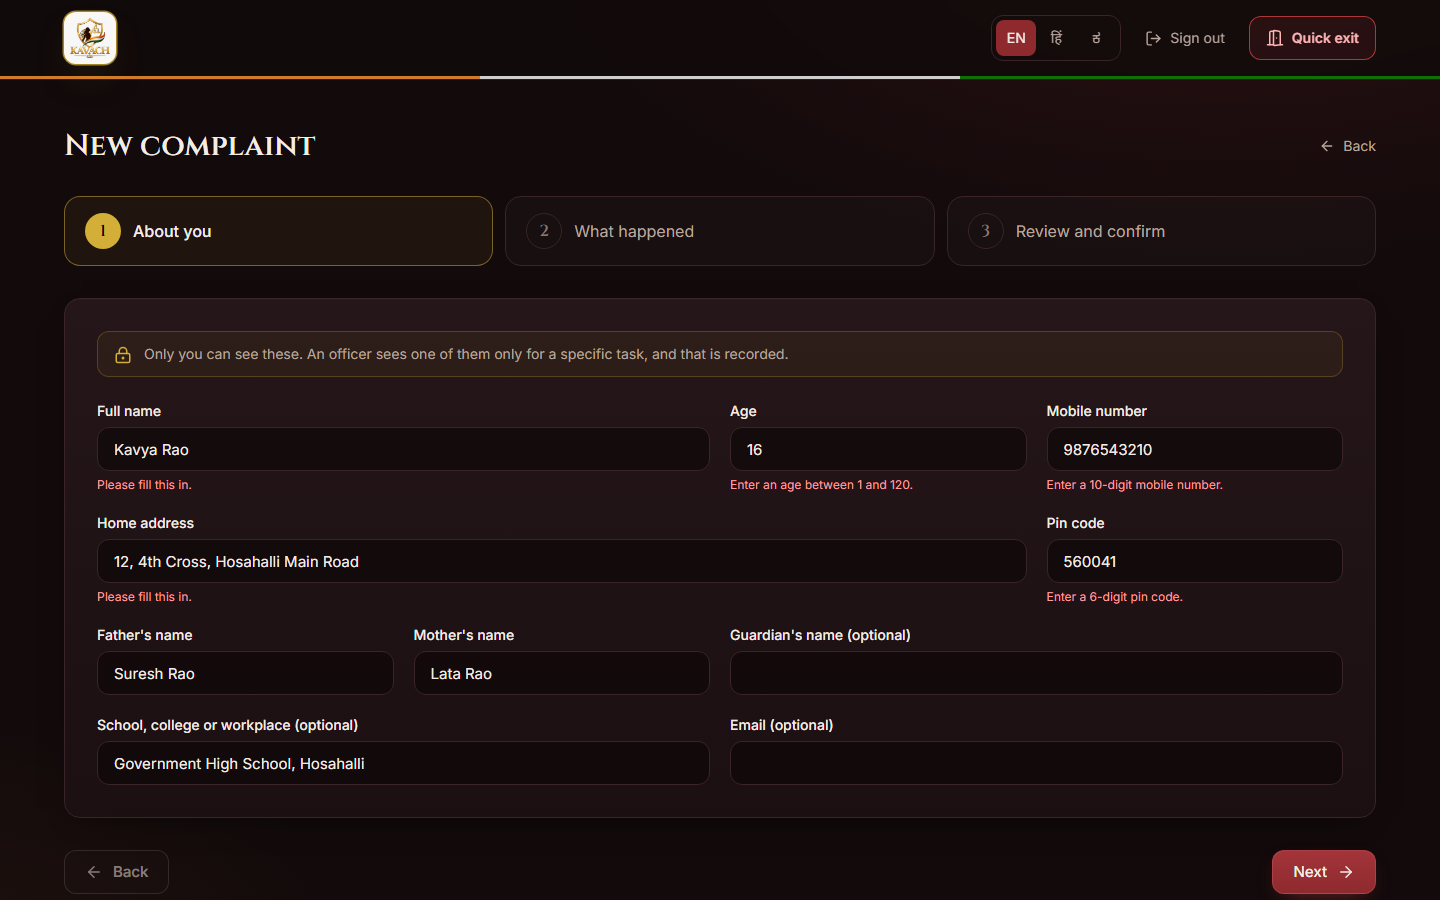 KAVACH
EN हिं ಕ Sign out Quick exit
New complaint
Back
1 About you
2 What happened
3 Review and confirm
Only you can see these. An officer sees one of them only for a specific task, and that is recorded.
Full name Age Mobile number
Kavya Rao 16 9876543210
Please fill this in. Enter an age between 1 and 120. Enter a 10-digit mobile number.
Home address Pin code
12, 4th Cross, Hosahalli Main Road 560041
Please fill this in. Enter a 6-digit pin code.
Father's name Mother's name Guardian's name (optional)
Suresh Rao Lata Rao
School, college or workplace (optional) Email (optional)
Government High School, Hosahalli
Back Next